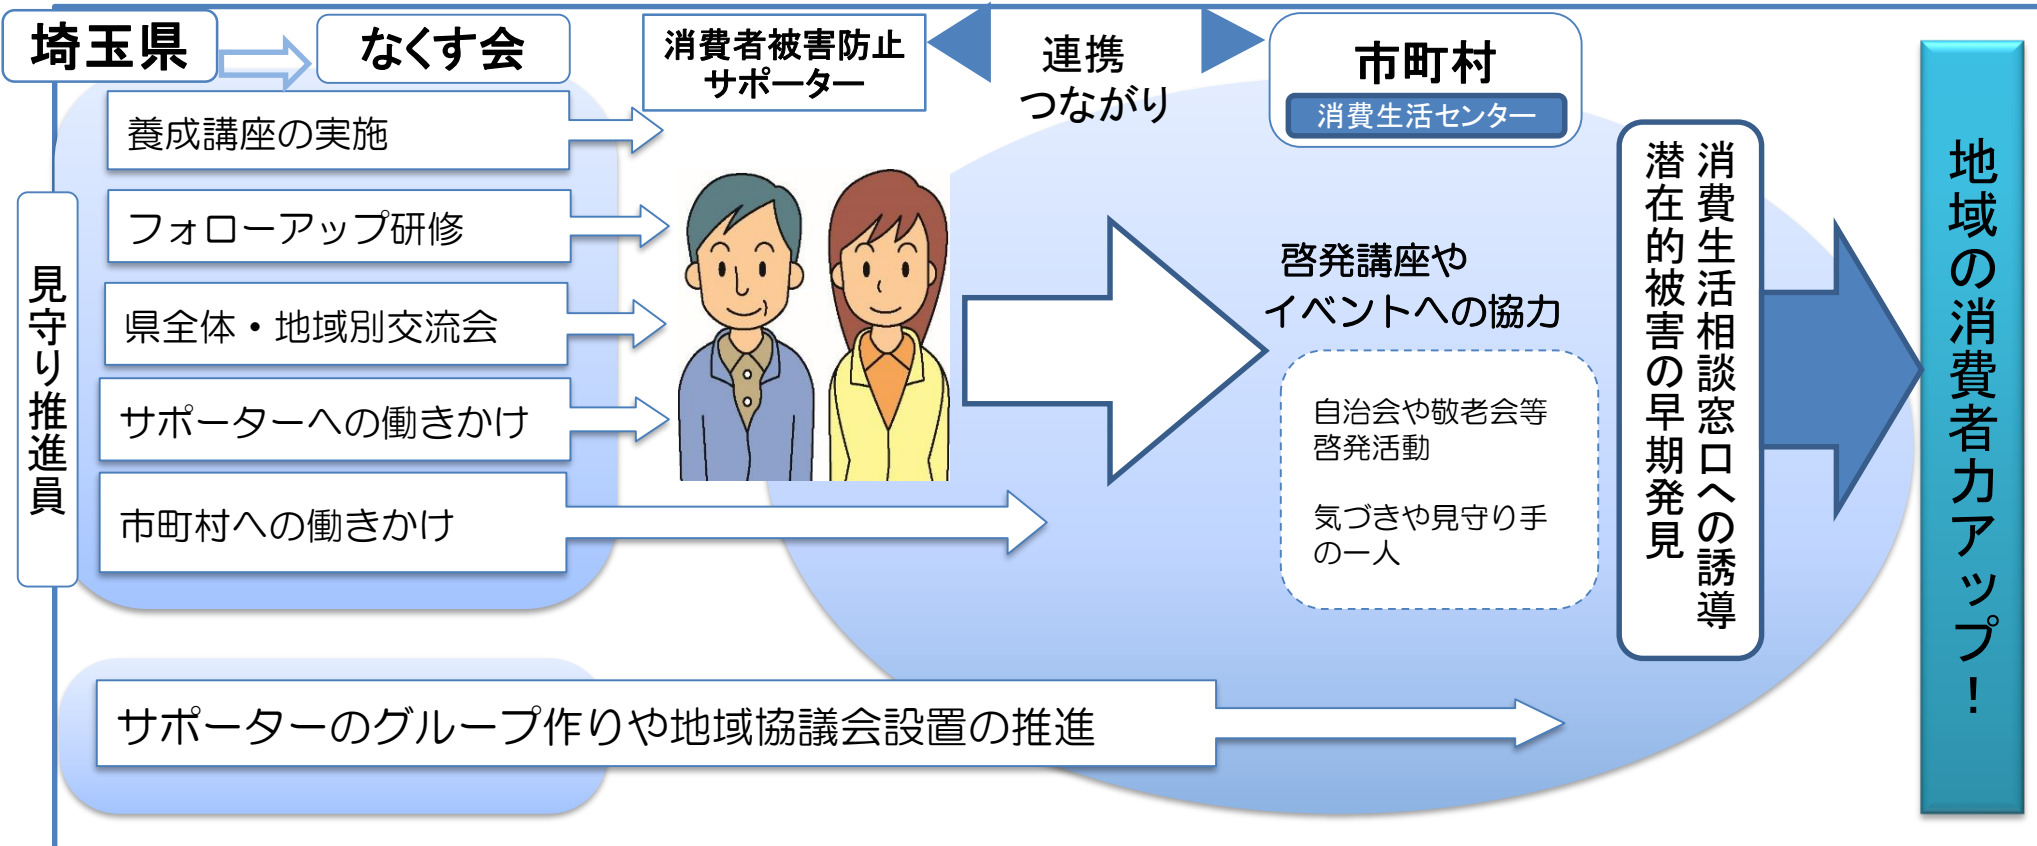 埼玉県
なくす会
消費者被害防止
サポーター
連携
つながり
市町村
消費生活センター
見守り推進員
養成講座の実施
フォローアップ研修
県全体・地域別交流会
サポーターへの働きかけ
市町村への働きかけ
サポーターのグループ作りや地域協議会設置の推進
啓発講座や
イベントへの協力
自治会や敬老会等
啓発活動
気づきや見守り手
の一人
消費生活相談窓口への誘導
潜在的被害の早期発見
地域の消費者力アップ！